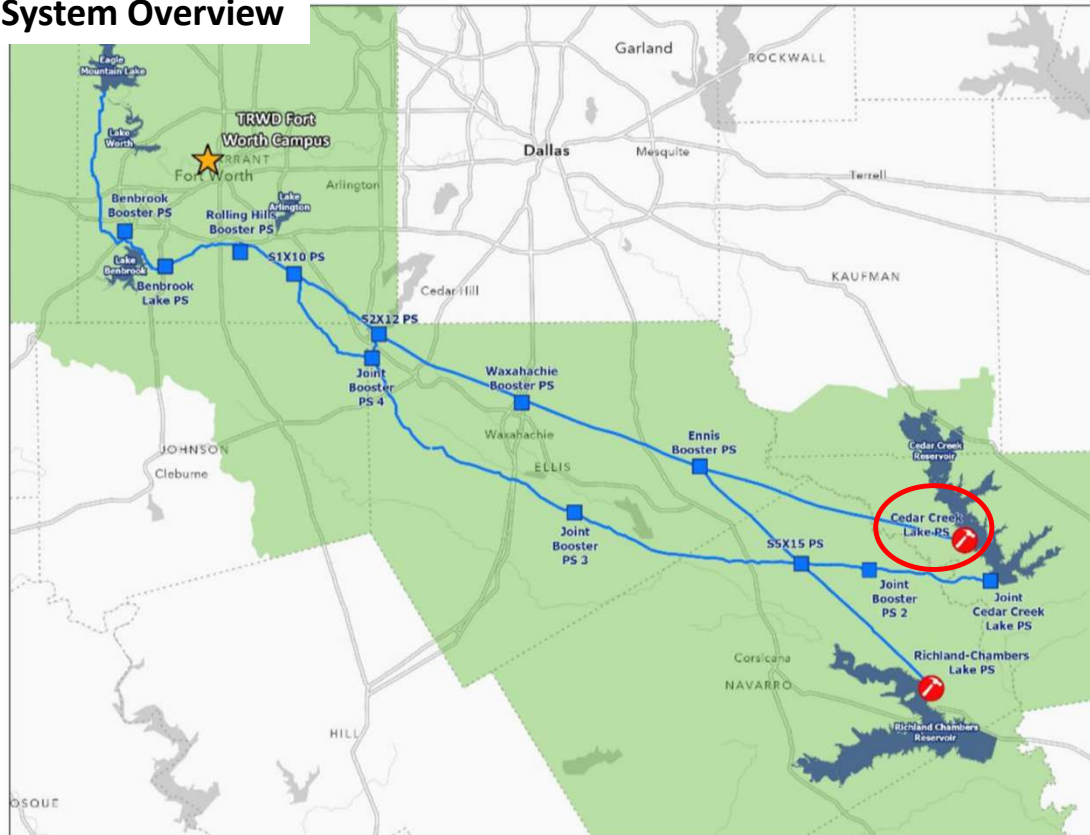 System Overview
Eagle
Mountain Lake
Garland
ROCKWALL
TRWD Fort
Worth Campus
Lake
Worth
RRANT
Fort Worth
Dallas
Mesquite
Terrell
Arlington
Benbrook
Booster PS
Rolling Hills
Booster PS
Lake
Arlington
S1X10 PS
Lake
Benbrook
Benbrook
Lake PS
Cedar Hill
KAUFMAN
S2X12 PS
Joint
Booster
PS 4
Waxahachie
Booster PS
Waxahachie
Ennis
Booster PS
JOHNSON
Cleburne
ELLIS
Cedar Creek
Reservoir
Cedar Creek
Lake PS
Joint
Booster
PS 3
S5X15 PS
Joint
Booster
PS 2
Joint
Cedar Creek
Lake PS
Corsicana
NAVARRO
Richland-Chambers
Lake PS
HILL
Richland Chambers
Reservoir
OSQUE